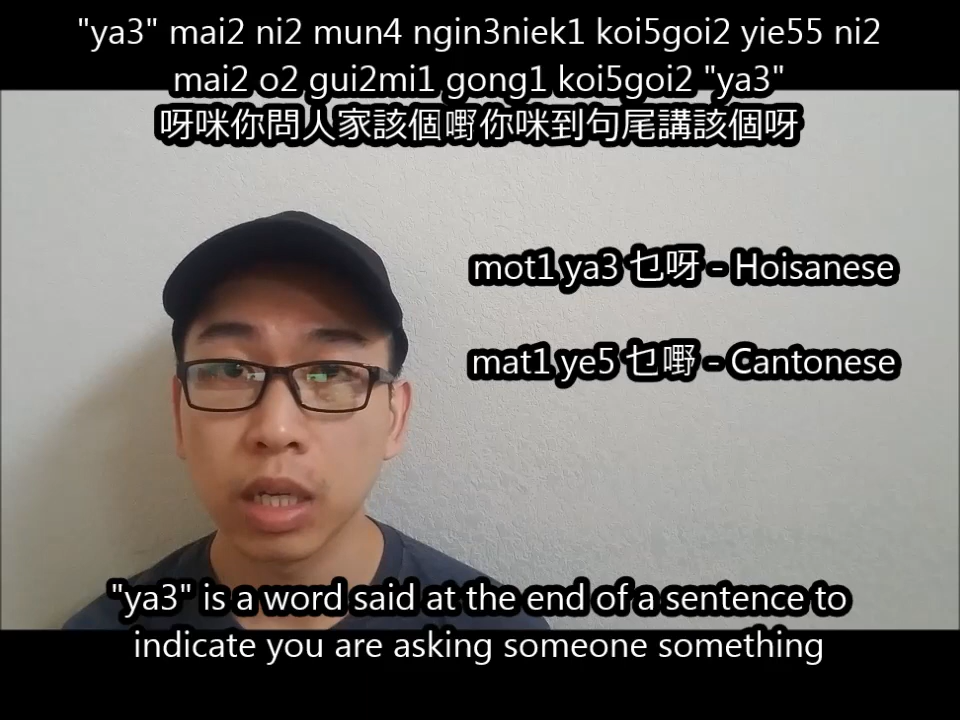 "ya3" mai2 ni2 mun4 ngin3niek1 koi5goi2 yie55 ni2
mai2 o2 gui2mi1 gong1 koi5goi2 "ya3"
呀咪你問人家該個嘢你咪到句尾講該個呀
mot1 ya3 乜呀 - Hoisanese
mat1 ye5 乜嘢 - Cantonese
"ya3" is a word said at the end of a sentence to
indicate you are asking someone something